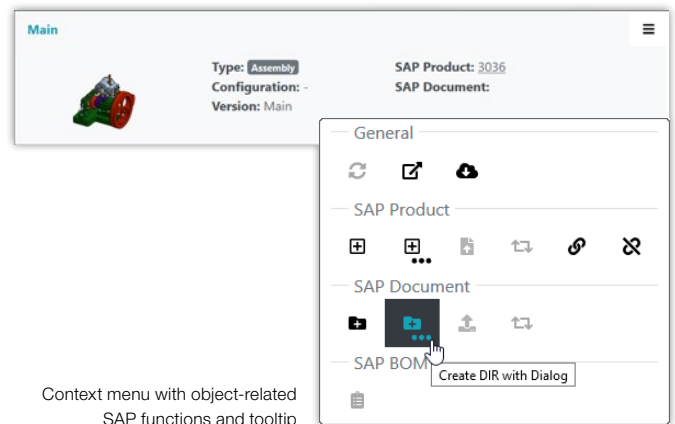 Main
Type: Assembly
SAP Product: 3036
Configuration: -
SAP Document:
Version: Main
General
SAP Product
SAP Document
SAP BOM
Create DIR with Dialog
Context menu with object-related
SAP functions and tooltip